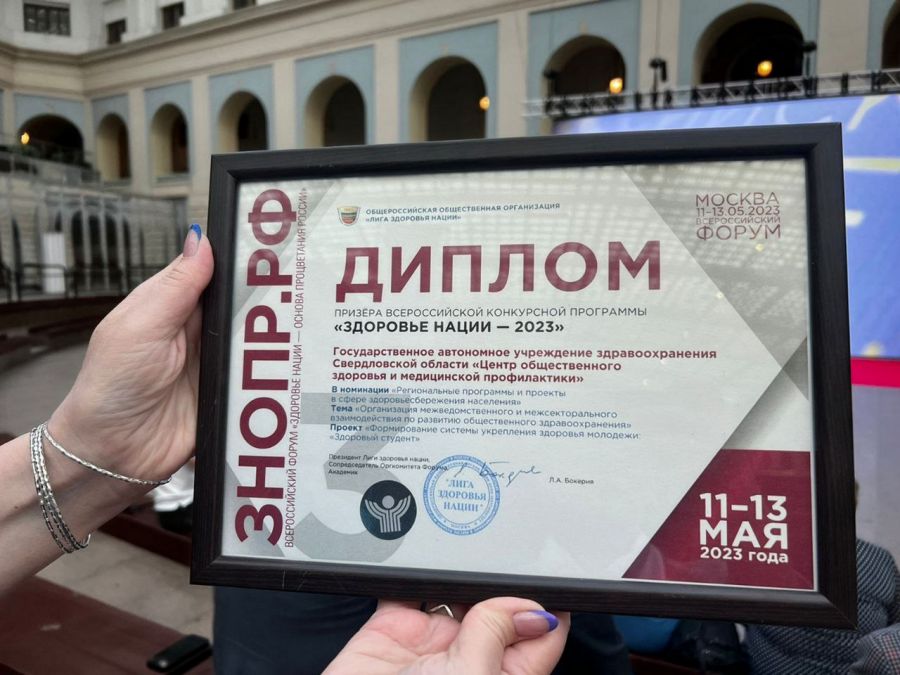 ЗНОПР.РФ
ВСЕРОССИЙСКИЙ ФОРУМ «ЗДОРОВЬЕ НАЦИИ — ОСНОВА ПРОЦВЕТАНИЯ РОССИИ»
ОБЩЕРОССИЙСКАЯ ОБЩЕСТВЕННАЯ ОРГАНИЗАЦИЯ
«ЛИГА ЗДОРОВЬЯ НАЦИИ»
МОСКВА
11-13.05.2023
ВСЕРОССИЙСКИЙ
ФОРУМ
ДИПЛОМ
ПРИЗЁРА ВСЕРОССИЙСКОЙ КОНКУРСНОЙ ПРОГРАММЫ
«ЗДОРОВЬЕ НАЦИИ — 2023»
Государственное автономное учреждение здравоохранения
Свердловской области «Центр общественного
здоровья и медицинской профилактики»
В номинации «Региональные программы и проекты
в сфере здоровьесбережения населения»
Тема «Организация межведомственного и межсекторального
взаимодействия по развитию общественного здравоохранения»
Проект «Формирование системы укрепления здоровья молодежи:
«Здоровый студент»
Президент Лиги здоровья нации,
Сопредседатель Оргкомитета Форума,
Академик
Л.А. Бокерия
"ЛИГА
ЗДОРОВЬЯ
НАЦИИ"
11–13
МАЯ
2023 года